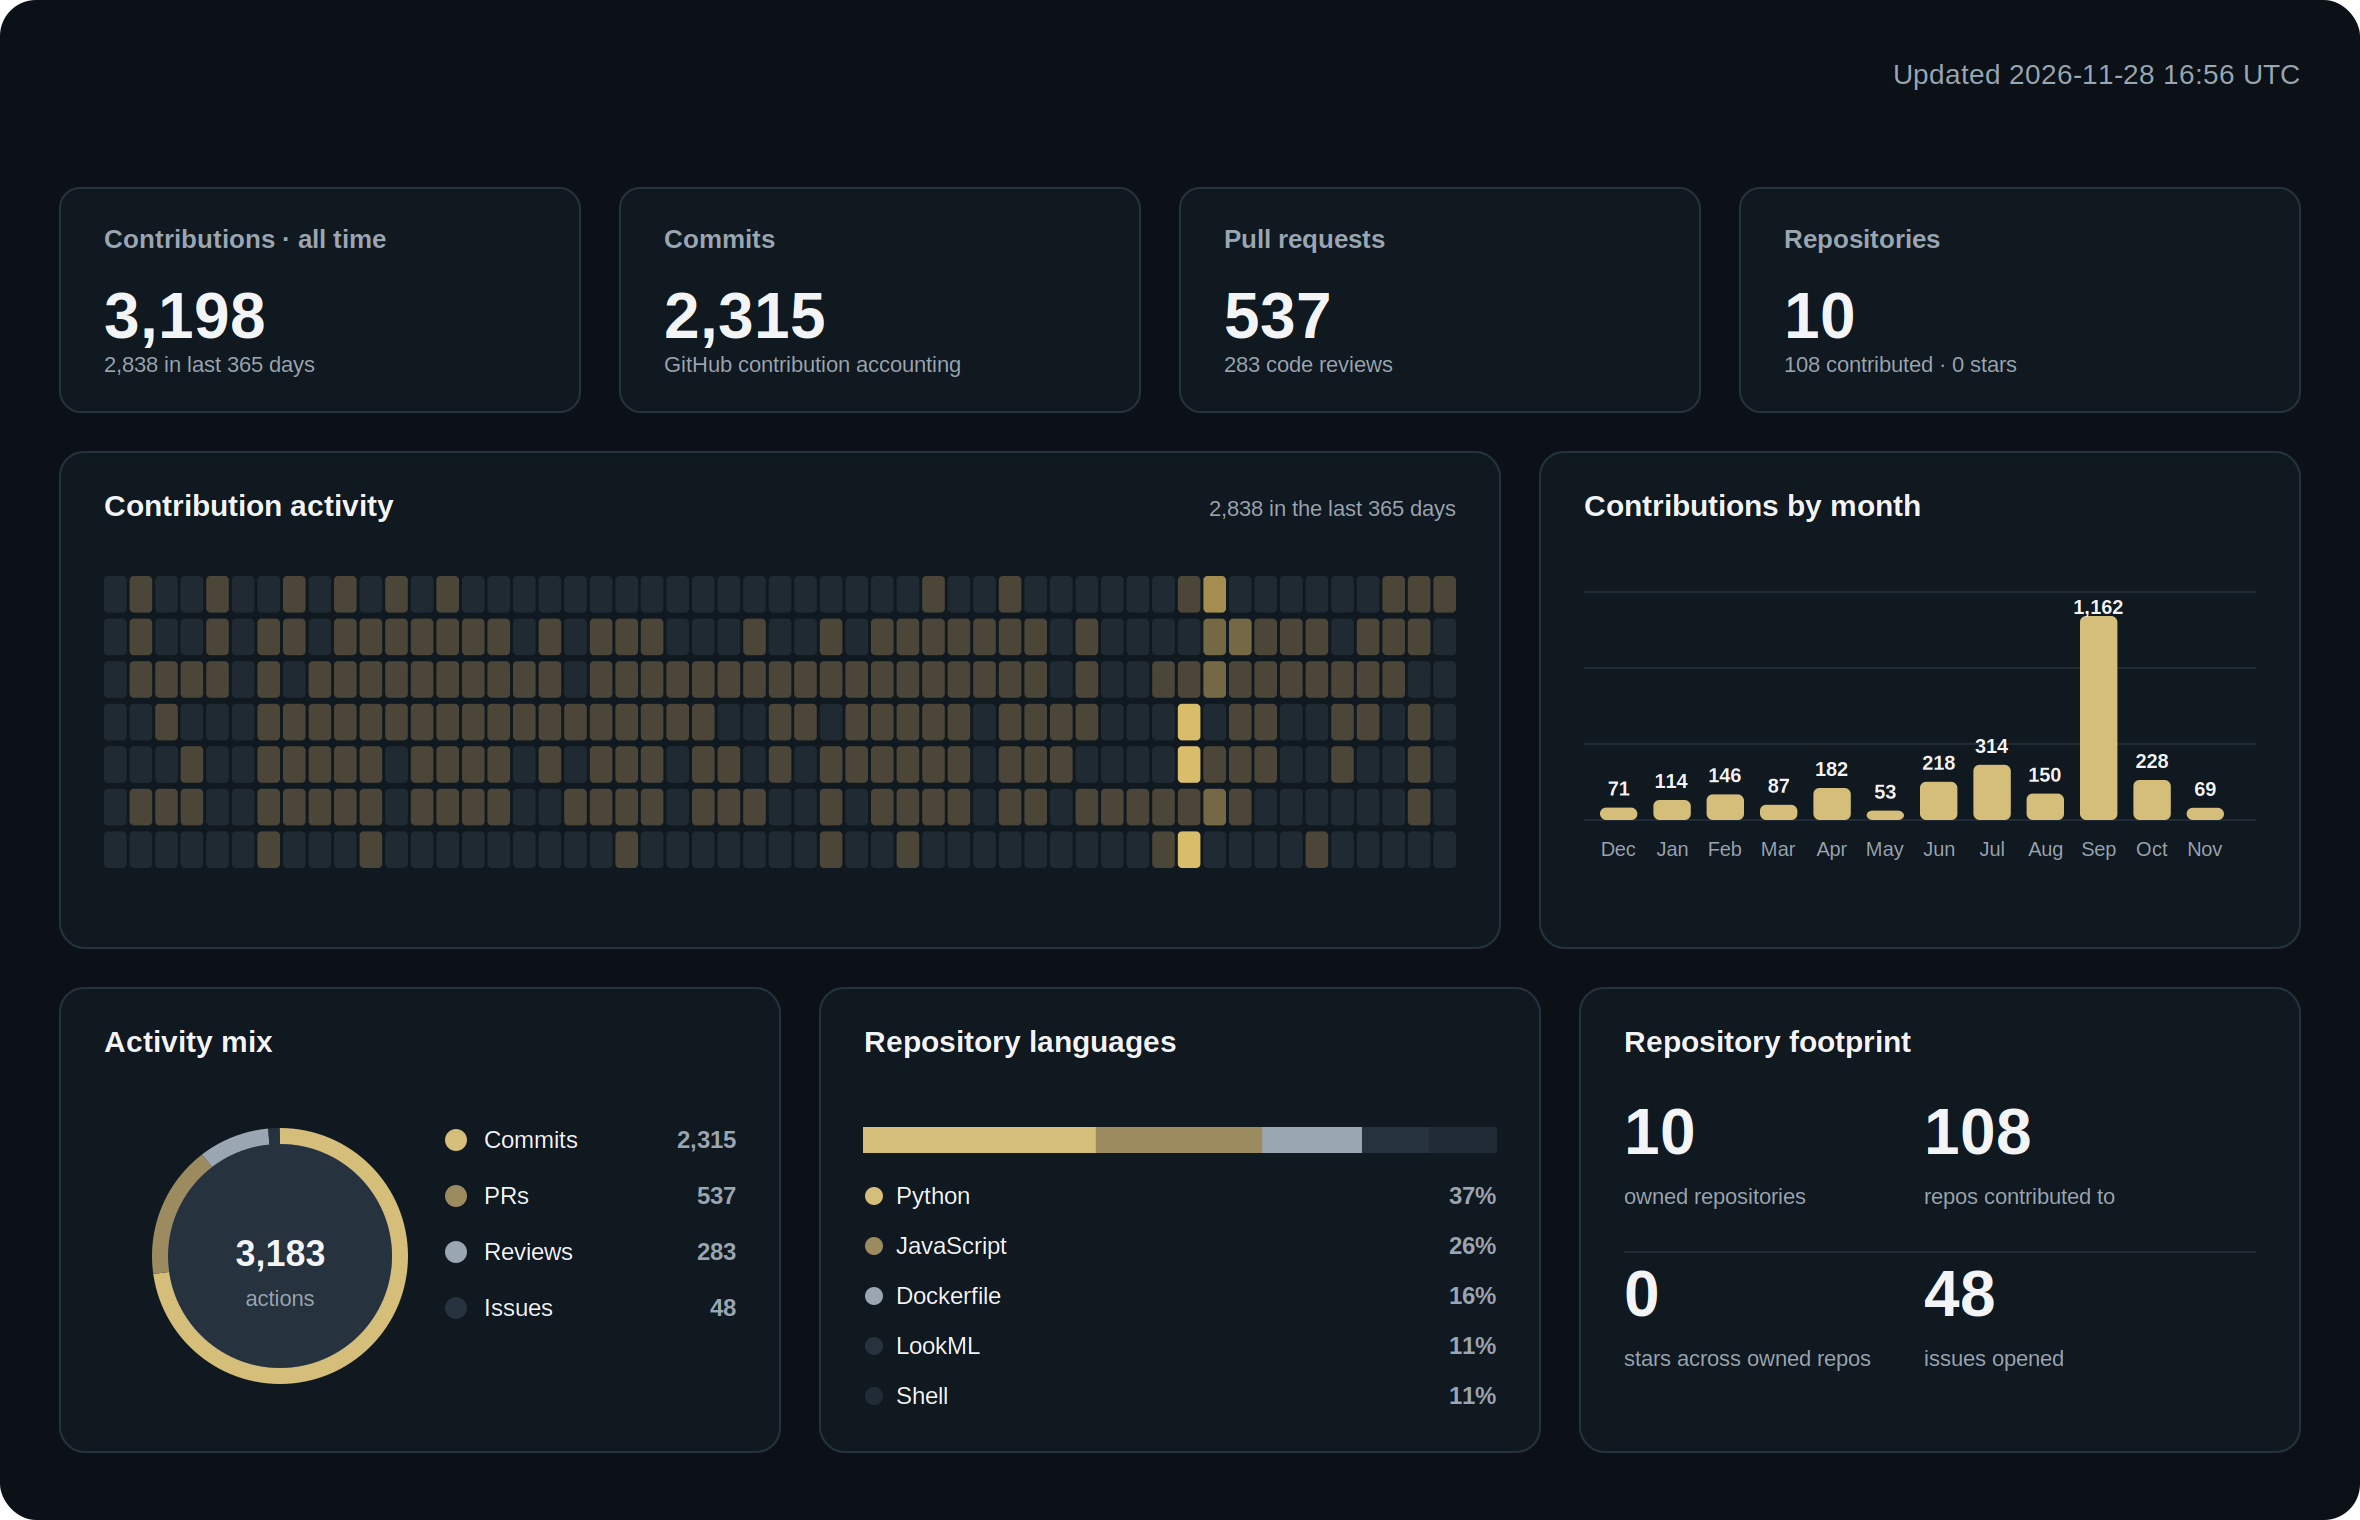 Updated 2026-11-28 16:56 UTC
Contributions · all time
3,198
2,838 in last 365 days
Commits
2,315
GitHub contribution accounting
Pull requests
537
283 code reviews
Repositories
10
108 contributed · 0 stars
Contribution activity
2,838 in the last 365 days
Contributions by month
1,162
71 114 146 87 182 53 218 314 150 228 69
Dec Jan Feb Mar Apr May Jun Jul Aug Sep Oct Nov
Activity mix
3,183
actions
Commits 2,315
PRs 537
Reviews 283
Issues 48
Repository languages
Python 37%
JavaScript 26%
Dockerfile 16%
LookML 11%
Shell 11%
Repository footprint
10
owned repositories
108
repos contributed to
0
stars across owned repos
48
issues opened